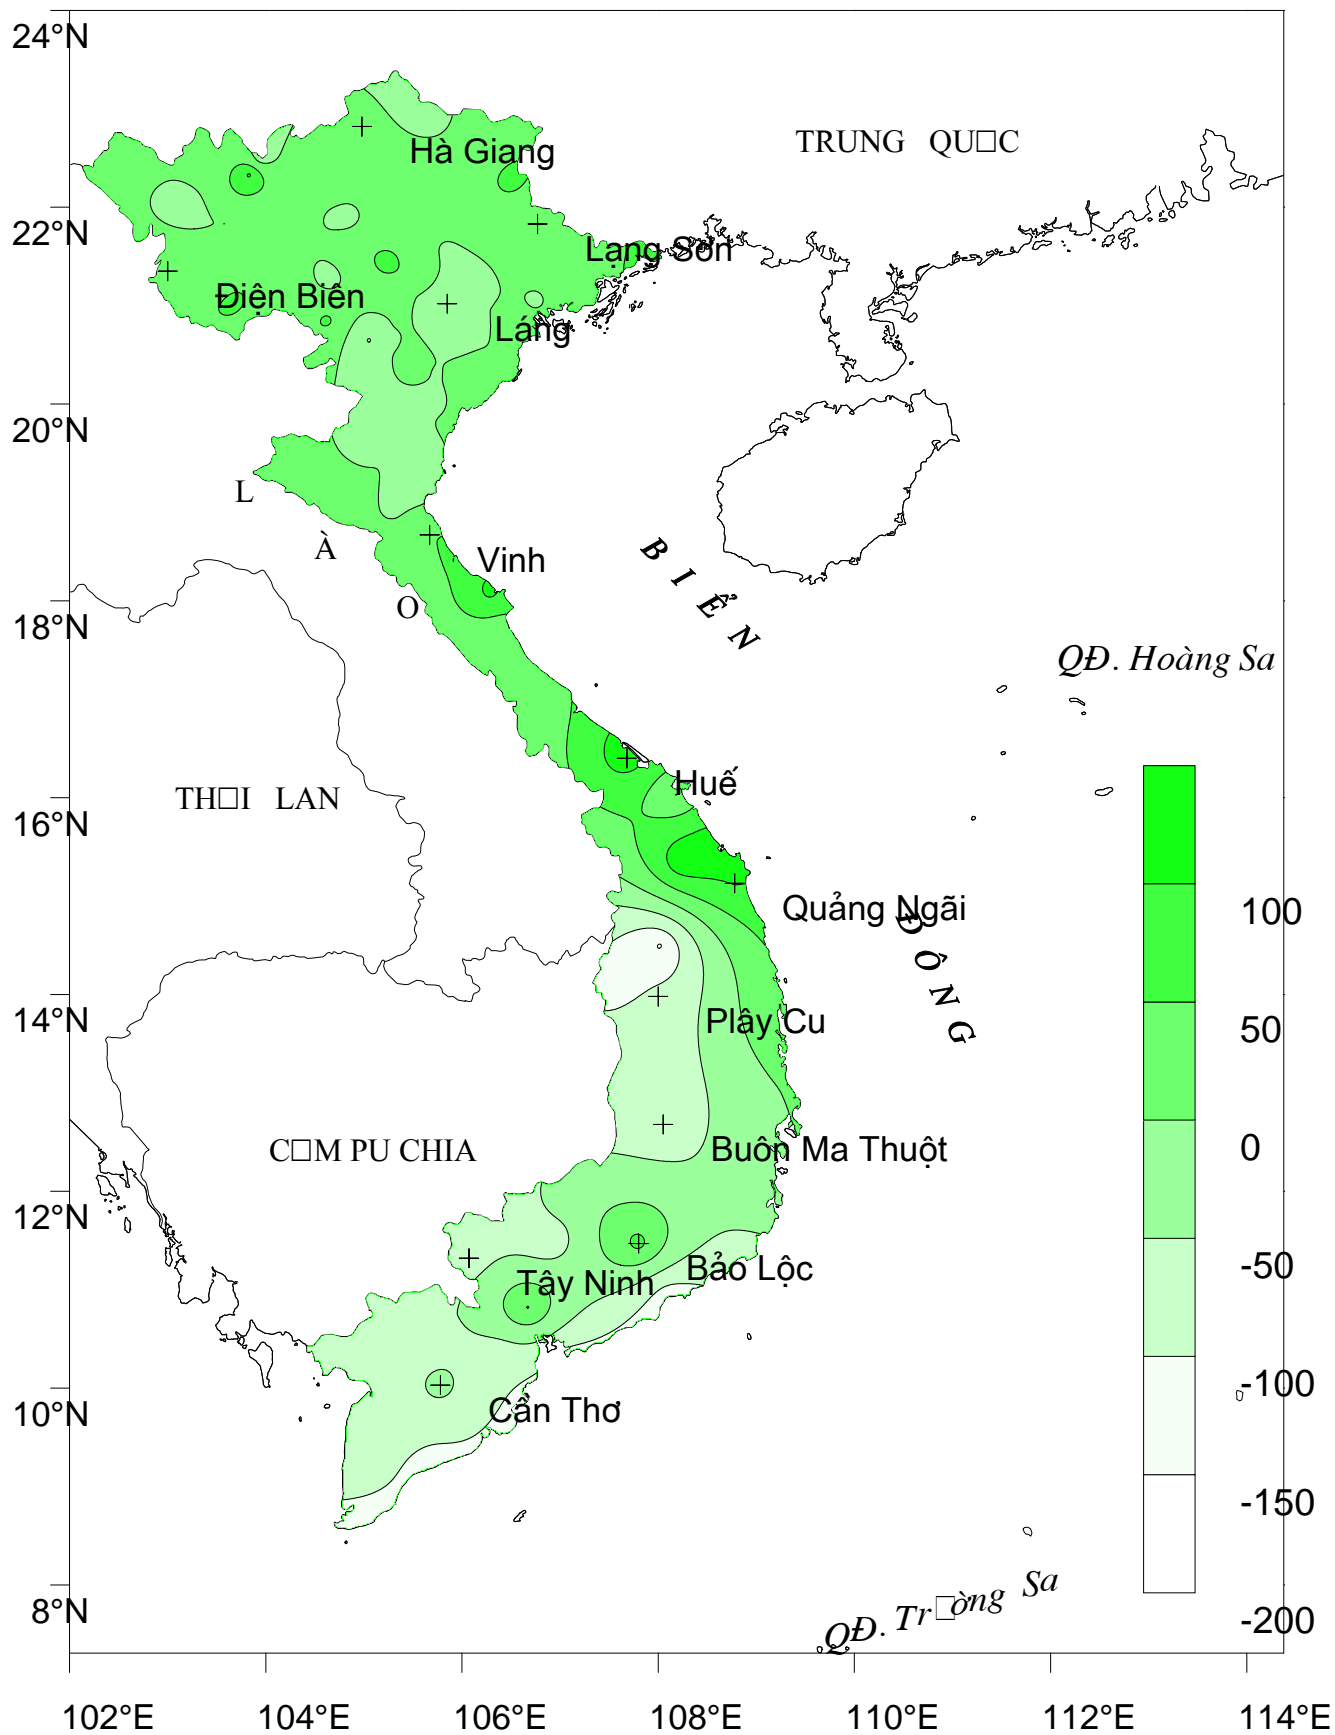 24°N
Hà Giang
TRUNG QU□C
22°N
Lạng Sơn
Điện Biên
Láng
20°N
L
À
O
Vinh
BIỂN
18°N
QĐ. Hoàng Sa
TH□I LAN
Huế
16°N
Quảng Ngãi
ĐÔNG
100
14°N
Plây Cu
50
C□M PU CHIA
Buôn Ma Thuột
0
12°N
Bảo Lộc
-50
Tây Ninh
-100
10°N
Cần Thơ
-150
8°N
-200
QĐ. Tr□ờng Sa
102°E 104°E 106°E 108°E 110°E 112°E 114°E